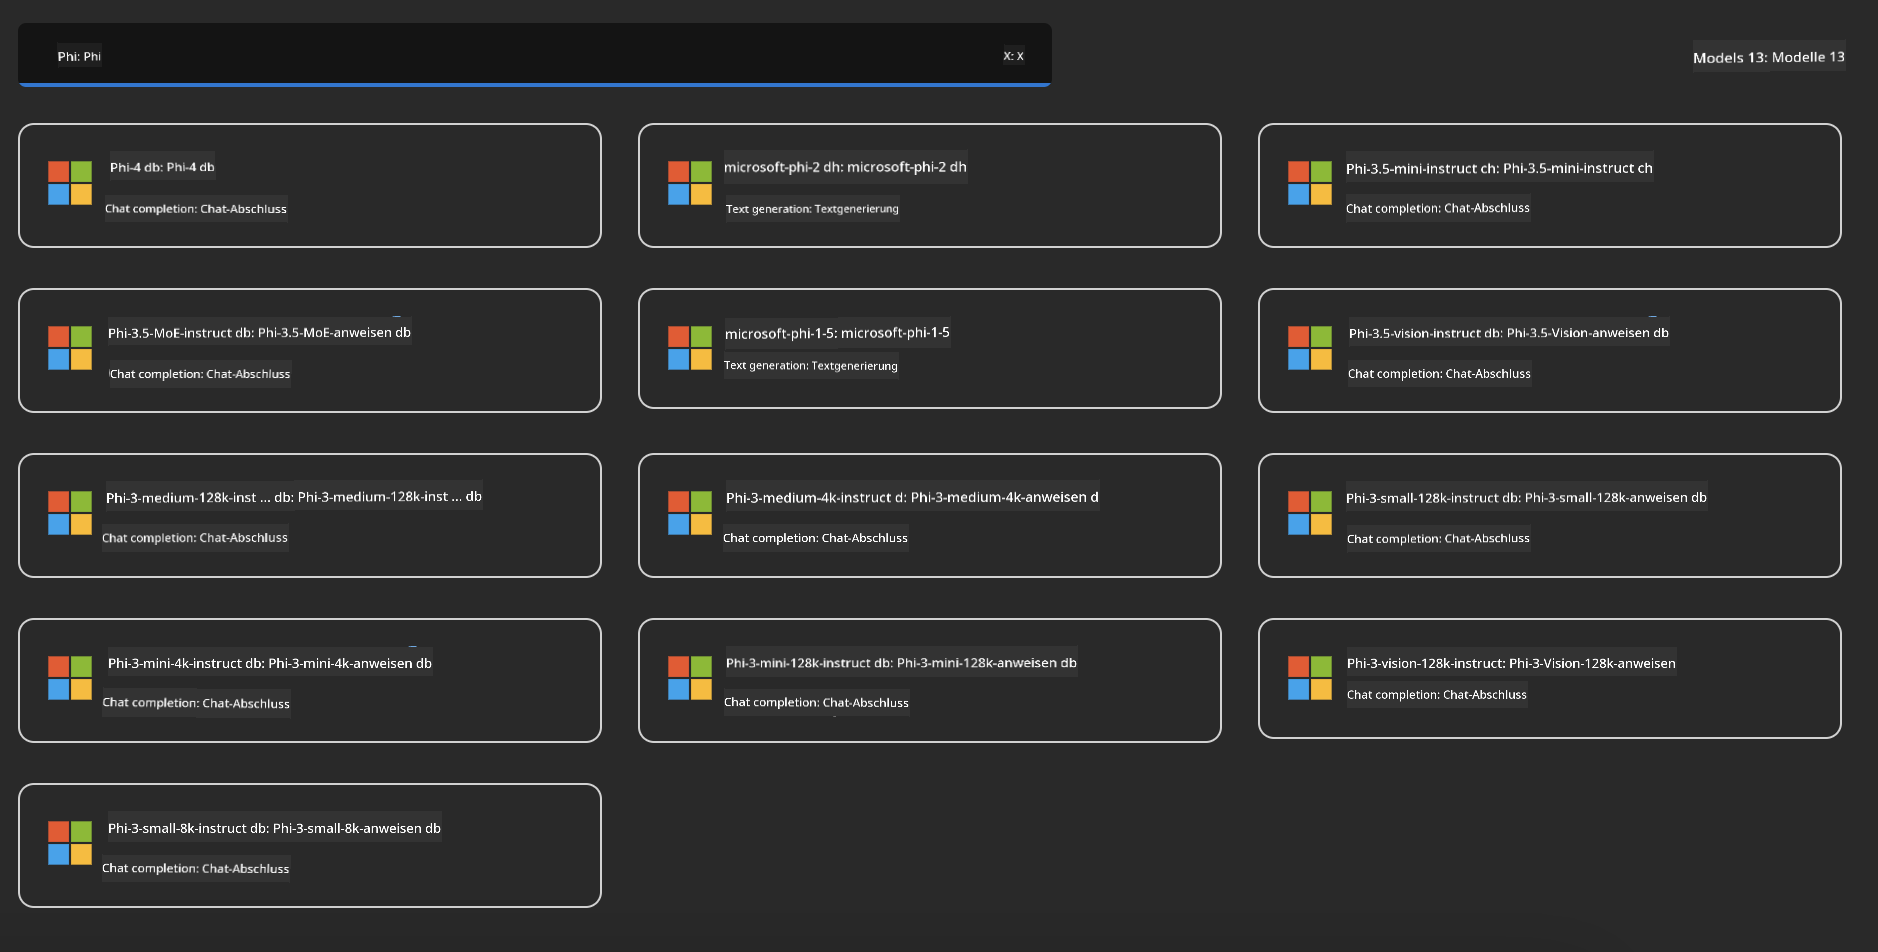 Phi: Phi
X: X
Models 13: Modelle 13
Phi-4 db: Phi-4 db
Chat completion: Chat-Abschluss
microsoft-phi-2 dh: microsoft-phi-2 dh
Text generation: Textgenerierung
Phi-3.5-mini-instruct ch: Phi-3.5-mini-instruct ch
Chat completion: Chat-Abschluss
Phi-3.5-MoE-instruct db: Phi-3.5-MoE-anweisen db
Chat completion: Chat-Abschluss
microsoft-phi-1-5: microsoft-phi-1-5
Text generation: Textgenerierung
Phi-3.5-vision-instruct db: Phi-3.5-Vision-anweisen db
Chat completion: Chat-Abschluss
Phi-3-medium-128k-inst ... db: Phi-3-medium-128k-inst ... db
Chat completion: Chat-Abschluss
Phi-3-medium-4k-instruct d: Phi-3-medium-4k-anweisen d
Chat completion: Chat-Abschluss
Phi-3-small-128k-instruct db: Phi-3-small-128k-anweisen db
Chat completion: Chat-Abschluss
Phi-3-mini-4k-instruct db: Phi-3-mini-4k-anweisen db
Chat completion: Chat-Abschluss
Phi-3-mini-128k-instruct db: Phi-3-mini-128k-anweisen db
Chat completion: Chat-Abschluss
Phi-3-vision-128k-instruct: Phi-3-Vision-128k-anweisen
Chat completion: Chat-Abschluss
Phi-3-small-8k-instruct db: Phi-3-small-8k-anweisen db
Chat completion: Chat-Abschluss